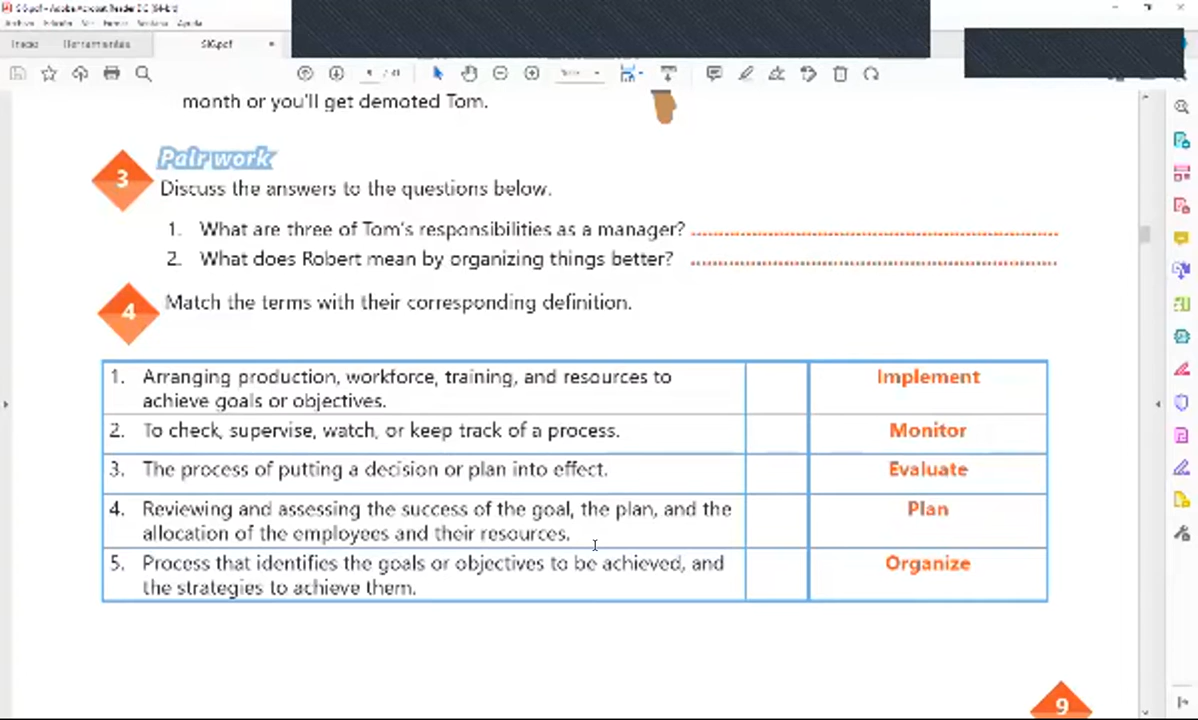 Inicio Herramientas SIG.pdf
month or you'll get demoted Tom.
Pair work
3
Discuss the answers to the questions below.
1. What are three of Tom's responsibilities as a manager? ..........................................................................
2. What does Robert mean by organizing things better? ..........................................................................
4
Match the terms with their corresponding definition.
1. Arranging production, workforce, training, and resources to
achieve goals or objectives.
Implement
2. To check, supervise, watch, or keep track of a process.
Monitor
3. The process of putting a decision or plan into effect.
Evaluate
4. Reviewing and assessing the success of the goal, the plan, and the
allocation of the employees and their resources.
Plan
5. Process that identifies the goals or objectives to be achieved, and
the strategies to achieve them.
Organize
9